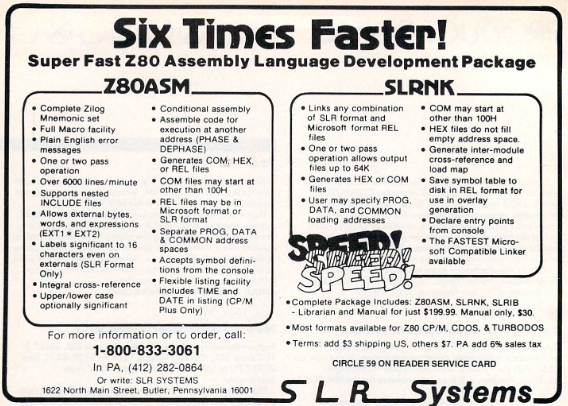 Six Times Faster!
Super Fast Z80 Assembly Language Development Package
Z80ASM
• Complete Zilog
Mnemonic set
• Full Macro facility
• Plain English error
messages
• One or two pass
operation
• Over 6000 lines/minute
• Supports nested
INCLUDE files
• Allows external bytes,
words, and expressions
(EXT1 * EXT2)
• Labels significant to 16
characters even on
externals (SLR Format
Only)
• Integral cross-reference
• Upper/lower case
optionally significant
• Conditional assembly
• Assemble code for
execution at another
address (PHASE &
DEPHASE)
• Generates COM, HEX,
or REL files
• COM files may start at
other than 100H
• REL files may be in
Microsoft format or
SLR format
• Separate PROG, DATA
& COMMON address
spaces
• Accepts symbol defini-
tions from the console
• Flexible listing facility
includes TIME and
DATE in listing (CP/M
Plus Only)
SLRNK
• Links any combination
of SLR format and
Microsoft format REL
files
• One or two pass
operation allows output
files up to 64K
• Generates HEX or COM
files
• User may specify PROG,
DATA, and COMMON
loading addresses
• COM may start at
other than 100H
• HEX files do not fill
empty address space.
• Generate inter-module
cross-reference and
load map
• Save symbol table to
disk in REL format for
use in overlay
generation
• Declare entry points
from console
• The FASTEST Micro-
soft Compatible Linker
available
SPEED!
SPEED!
SPEED!
• Complete Package Includes: Z80ASM, SLRNK, SLRIB
- Librarian and Manual for just $199.99. Manual only, $30.
• Most formats available for Z80 CP/M, CDOS, & TURBODOS
• Terms: add $3 shipping US, others $7. PA add 6% sales tax
For more information or to order, call:
1-800-833-3061
In PA, (412) 282-0864
Or write: SLR SYSTEMS
1622 North Main Street, Butler, Pennsylvania 16001
CIRCLE 59 ON READER SERVICE CARD
SLR Systems